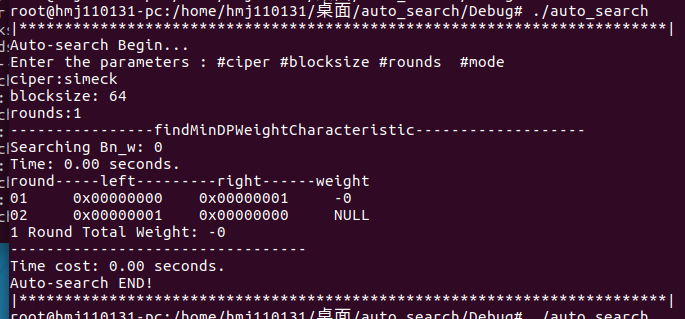 root@hmj110131-pc:/home/hmj110131/桌面/auto_search/Debug# ./auto_search
|*************************************************************************|
Auto-search Begin...
Enter the parameters : #ciper #blocksize #rounds  #mode
ciper:simeck
blocksize: 64
rounds:1
----------------findMinDPWeightCharacteristic-------------------
Searching Bn_w: 0
Time: 0.00 seconds.
round-----left---------right------weight
01     0x00000000    0x00000001     -0
02     0x00000001    0x00000000     NULL
1 Round Total Weight: -0
---------------------------------
Time cost: 0.00 seconds.
Auto-search END!
|*************************************************************************|
root@hmj110131-pc:/home/hmj110131/桌面/auto_search/Debug# ./auto_search